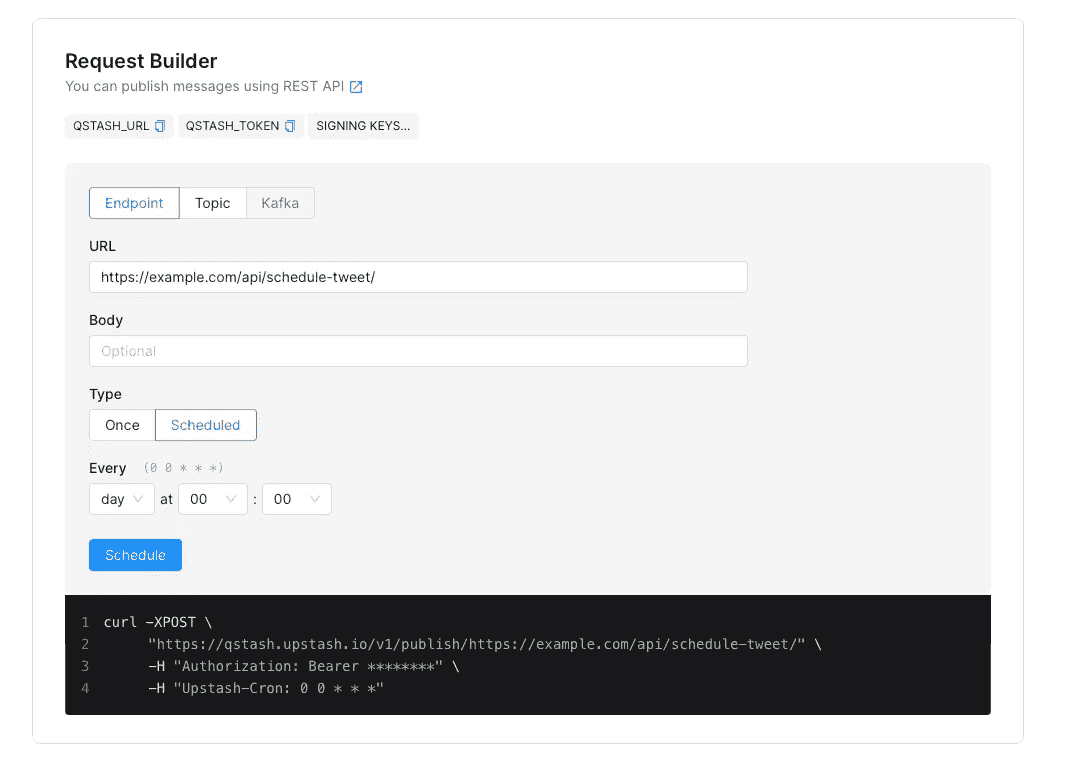 Request Builder
You can publish messages using REST API
QSTASH_URL QSTASH_TOKEN SIGNING KEYS...
Endpoint Topic Kafka
URL
https://example.com/api/schedule-tweet/
Body
Optional
Type
Once Scheduled
Every (0 0 * * *)
day at 00 : 00
Schedule
1 curl -XPOST \
2 "https://qstash.upstash.io/v1/publish/https://example.com/api/schedule-tweet/" \
3 -H "Authorization: Bearer ********" \
4 -H "Upstash-Cron: 0 0 * * *"